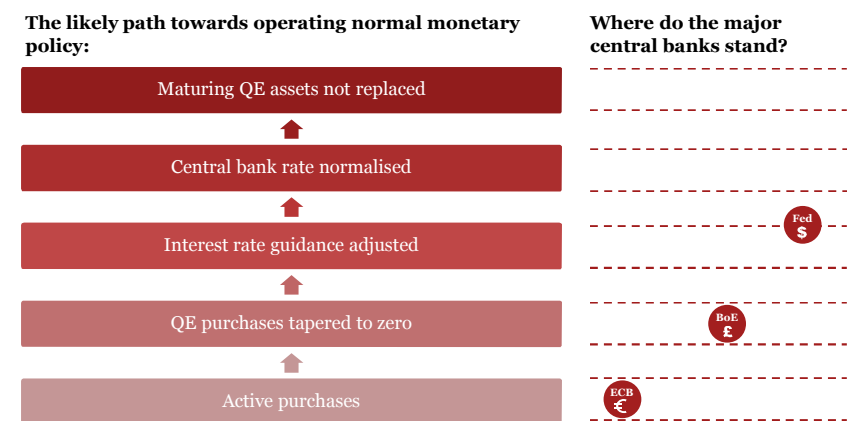 The likely path towards operating normal monetary
policy:
Where do the major
central banks stand?
Maturing QE assets not replaced
Central bank rate normalised
Fed
$
Interest rate guidance adjusted
QE purchases tapered to zero
BoE
£
Active purchases
ECB
€